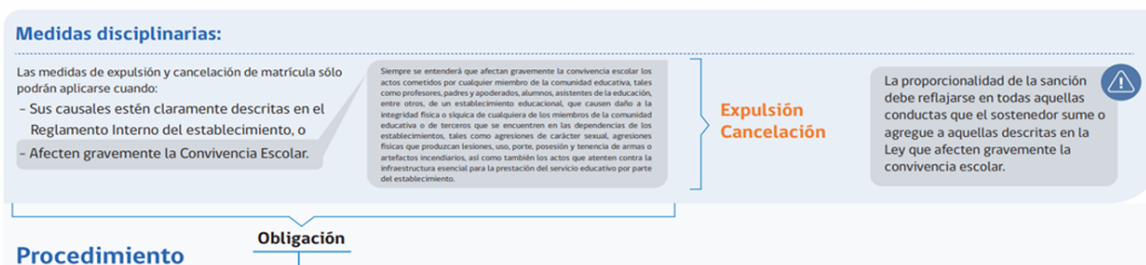 Medidas disciplinarias:
Las medidas de expulsión y cancelación de matrícula sólo
podrán aplicarse cuando:
- Sus causales estén claramente descritas en el
Reglamento Interno del establecimiento, o
- Afecten gravemente la Convivencia Escolar.
Siempre se entenderá que afectan gravemente la convivencia escolar los
actos cometidos por cualquier miembro de la comunidad educativa, tales
como profesores, padres y apoderados, alumnos, asistentes de la educación,
entre otros, de un establecimiento educacional, que causen daño a la
integridad física o síquica de cualquiera de los miembros de la comunidad
educativa o de terceros que se encuentren en las dependencias de los
establecimientos, tales como agresiones de carácter sexual, agresiones
físicas que produzcan lesiones, uso, porte, posesión y tenencia de armas o
artefactos incendiarios, así como también los actos que atenten contra la
infraestructura esencial para la prestación del servicio educativo por parte
del establecimiento.
Expulsión
Cancelación
La proporcionalidad de la sanción
debe reflajarse en todas aquellas
conductas que el sostenedor sume o
agregue a aquellas descritas en la
Ley que afecten gravemente la
convivencia escolar.
Obligación
Procedimiento